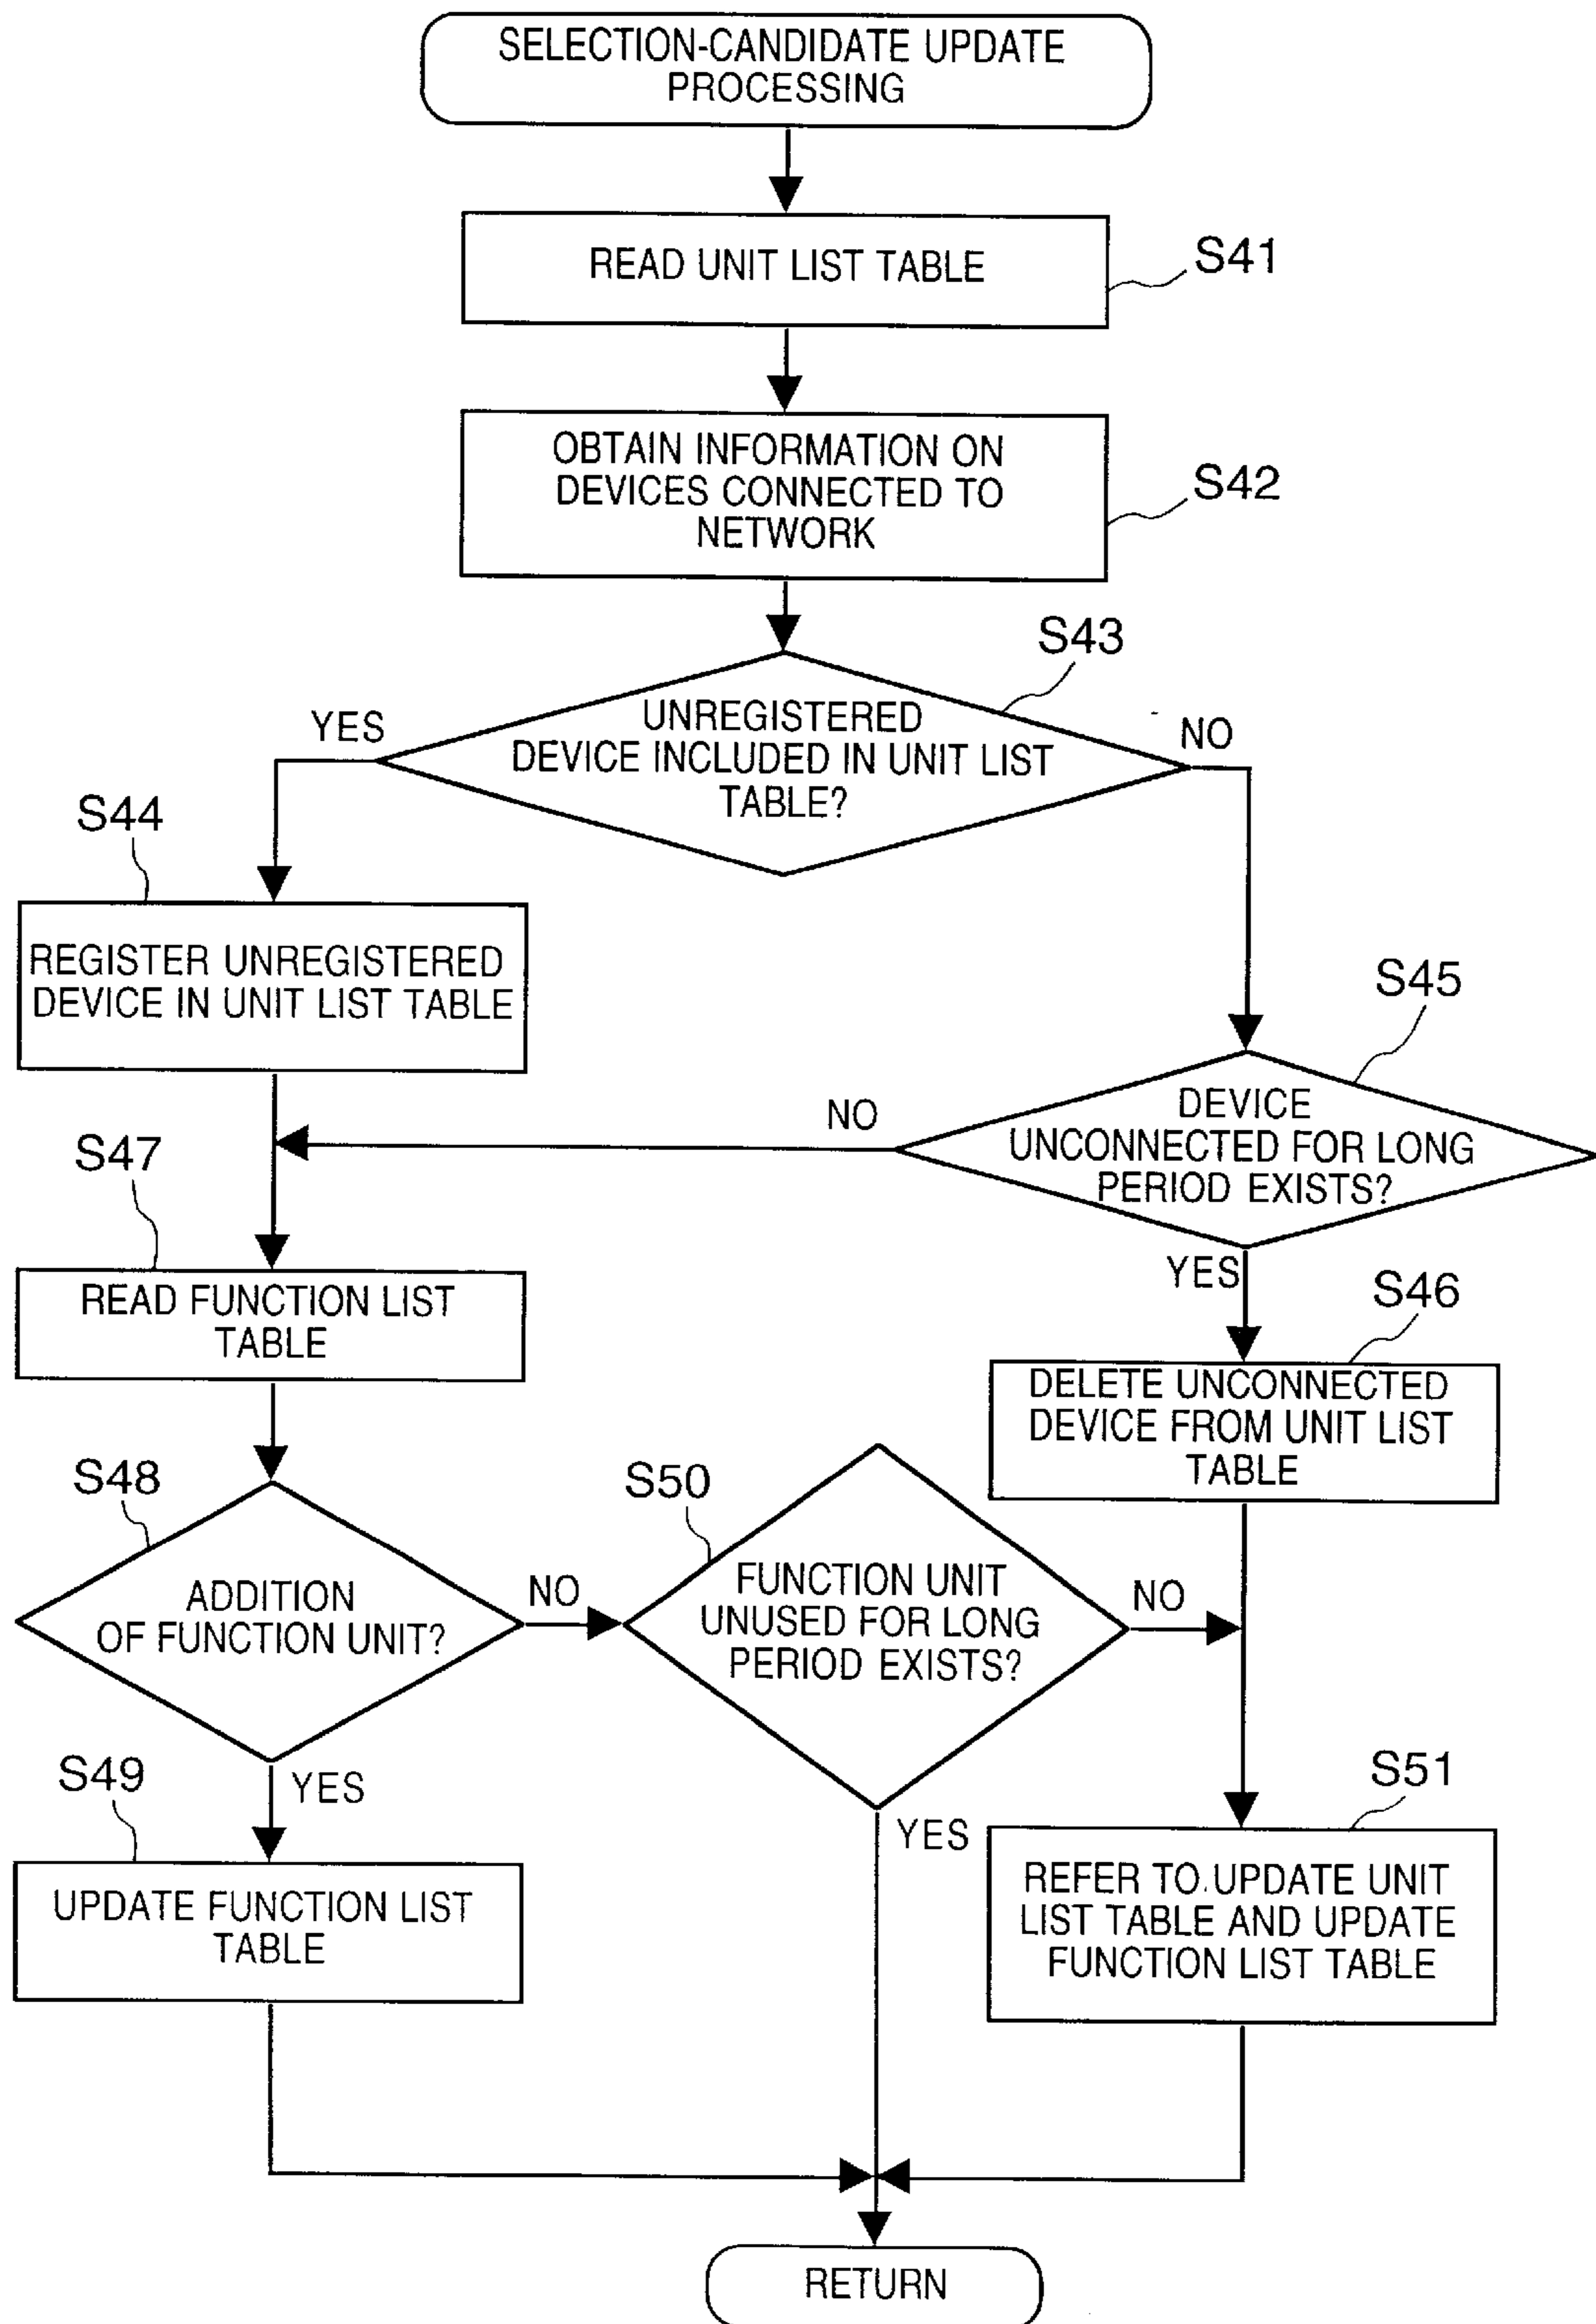 SELECTION-CANDIDATE UPDATE
PROCESSING
READ UNIT LIST TABLE
S41
OBTAIN INFORMATION ON
DEVICES CONNECTED TO
NETWORK
S42
S43
UNREGISTERED
DEVICE INCLUDED IN UNIT LIST
TABLE?
YES
NO
S44
REGISTER UNREGISTERED
DEVICE IN UNIT LIST TABLE
S45
DEVICE
UNCONNECTED FOR LONG
PERIOD EXISTS?
NO
YES
S47
READ FUNCTION LIST
TABLE
S46
DELETE UNCONNECTED
DEVICE FROM UNIT LIST
TABLE
S48
ADDITION
OF FUNCTION UNIT?
NO
YES
S50
FUNCTION UNIT
UNUSED FOR LONG
PERIOD EXISTS?
NO
YES
S49
UPDATE FUNCTION LIST
TABLE
S51
REFER TO UPDATE UNIT
LIST TABLE AND UPDATE
FUNCTION LIST TABLE
RETURN